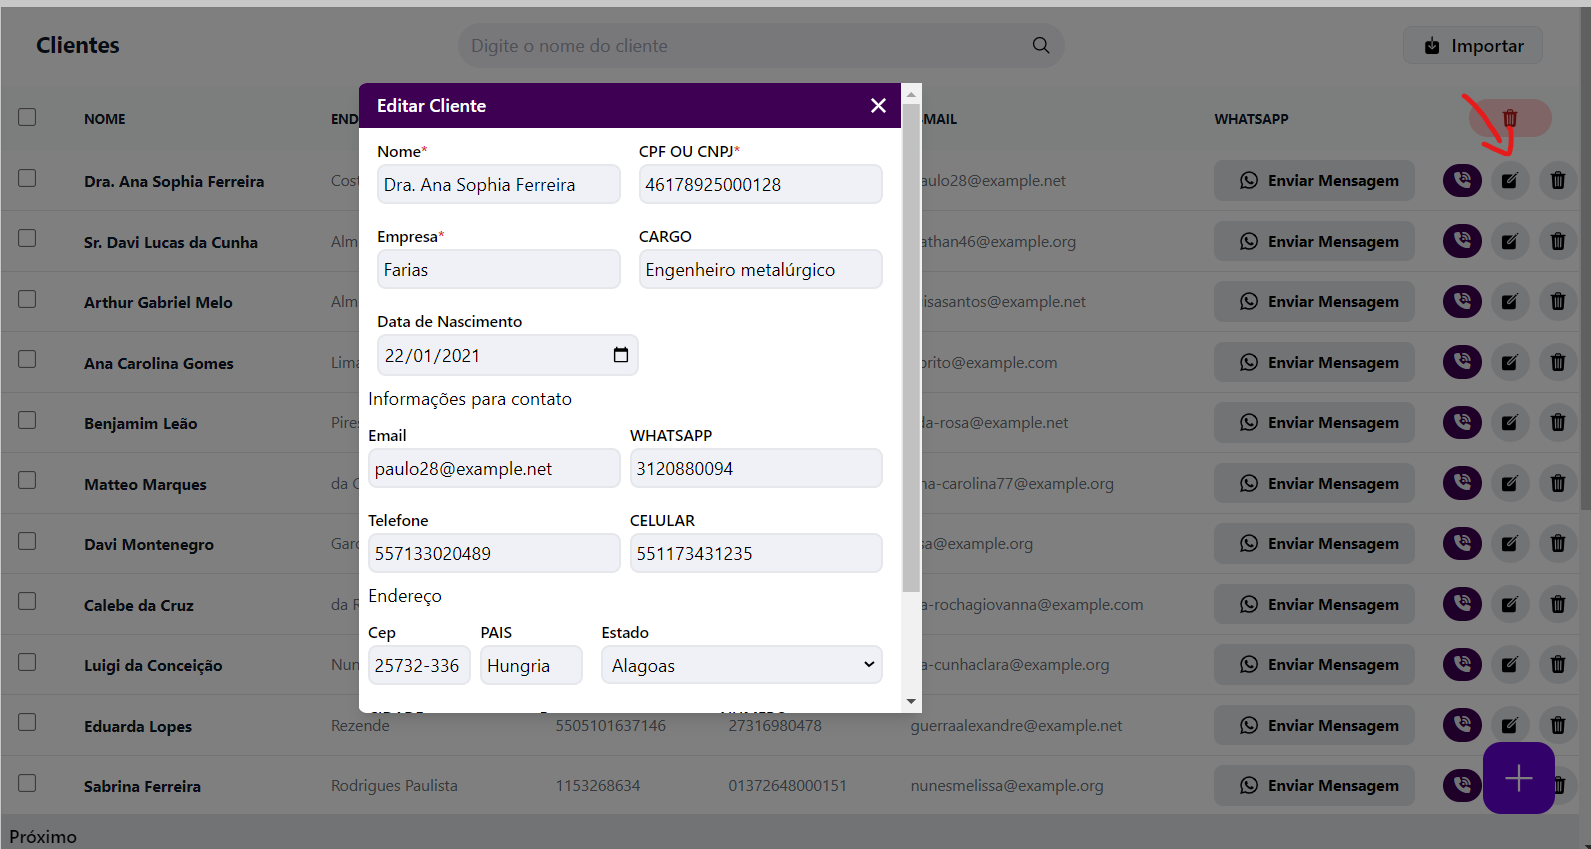 Clientes
Digite o nome do cliente
Importar
Editar Cliente
NOME
END
MAIL
WHATSAPP
Nome*
CPF OU CNPJ*
Dra. Ana Sophia Ferreira
46178925000128
Empresa*
CARGO
Farias
Engenheiro metalúrgico
Data de Nascimento
22/01/2021
Informações para contato
Email
WHATSAPP
paulo28@example.net
3120880094
Telefone
CELULAR
557133020489
551173431235
Endereço
Cep
PAIS
Estado
25732-336
Hungria
Alagoas
Dra. Ana Sophia Ferreira
Cost
aulo28@example.net
Enviar Mensagem
Sr. Davi Lucas da Cunha
Alm
athan46@example.org
Enviar Mensagem
Arthur Gabriel Melo
Alm
isasantos@example.net
Enviar Mensagem
Ana Carolina Gomes
Lima
brito@example.com
Enviar Mensagem
Benjamim Leão
Pires
da-rosa@example.net
Enviar Mensagem
Matteo Marques
da C
na-carolina77@example.org
Enviar Mensagem
Davi Montenegro
Garc
sa@example.org
Enviar Mensagem
Calebe da Cruz
da R
a-rochagiovanna@example.com
Enviar Mensagem
Luigi da Conceição
Nun
a-cunhaclara@example.org
Enviar Mensagem
Eduarda Lopes
Rezende
5505101637146
27316980478
guerraalexandre@example.net
Enviar Mensagem
Sabrina Ferreira
Rodrigues Paulista
1153268634
01372648000151
nunesmelissa@example.org
Enviar Mensagem
Próximo